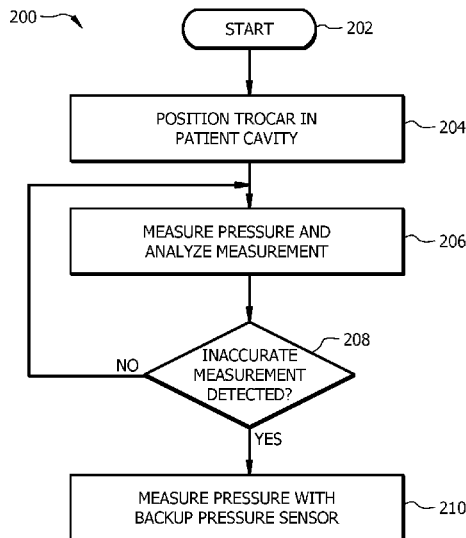 200
START
202
POSITION TROCAR IN
PATIENT CAVITY
204
MEASURE PRESSURE AND
ANALYZE MEASUREMENT
206
208
INACCURATE
MEASUREMENT
DETECTED?
NO
YES
MEASURE PRESSURE WITH
BACKUP PRESSURE SENSOR
210